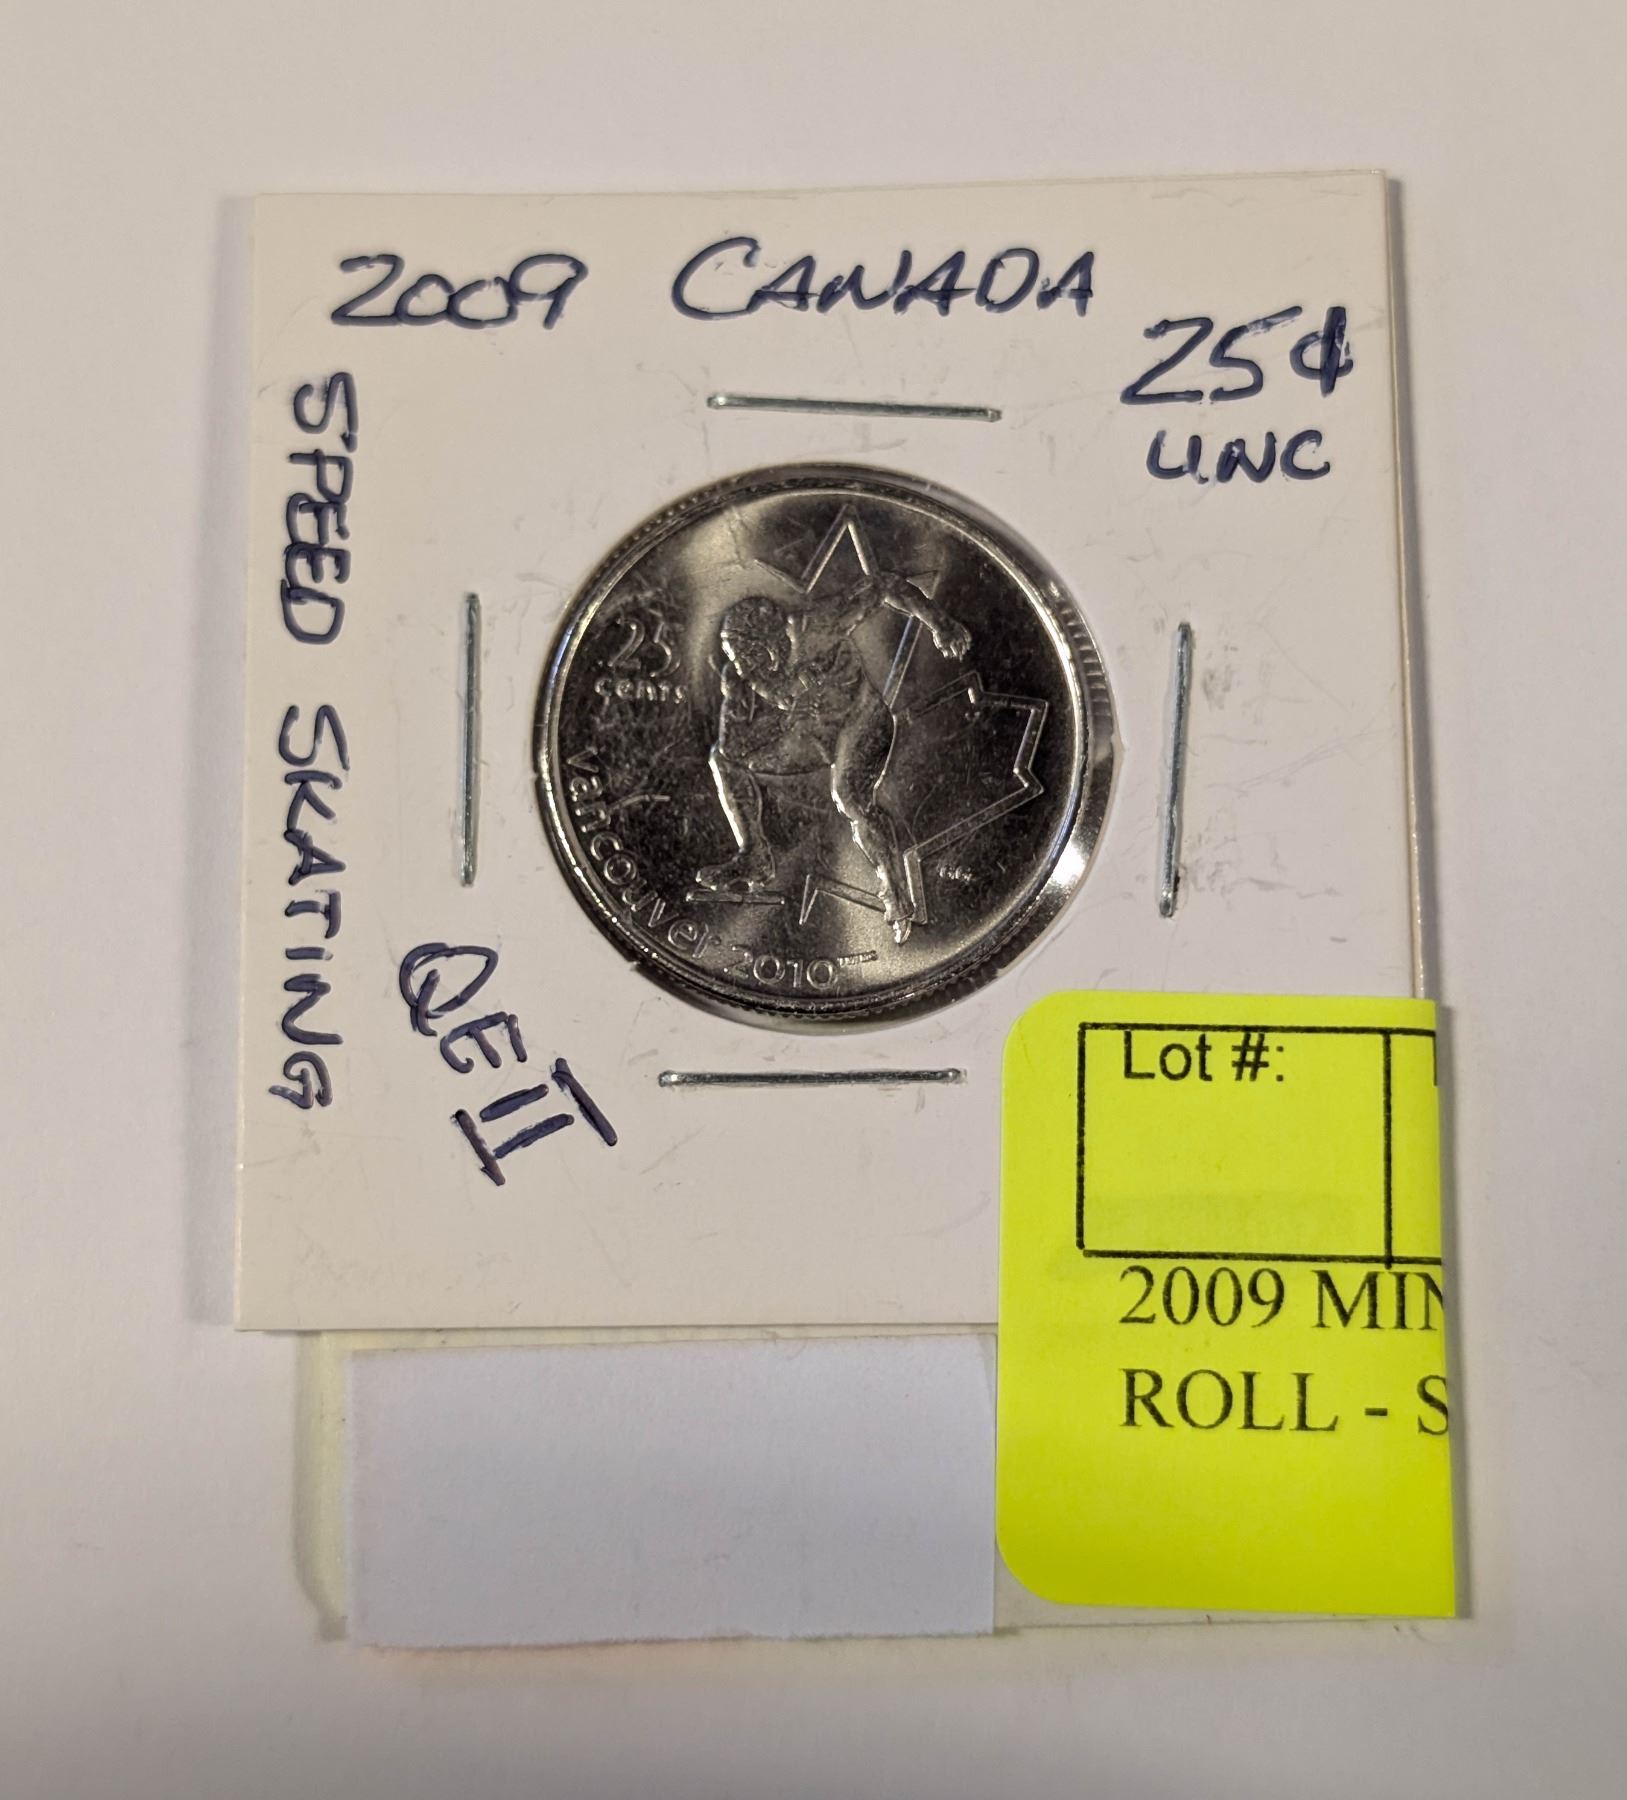 2009 CANADA
25¢
UNC
SPEED SKATING
QEII
25
cents
vancouver 2010
Lot #:
2009 MIN
ROLL - S